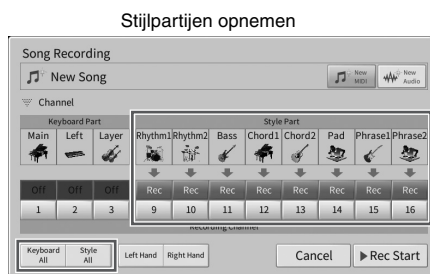 Stijlpartijen opnemen
Song Recording
New Song
New MIDI
New Audio
Channel
Keyboard Part
Style Part
Main Left Layer Rhythm1 Rhythm2 Bass Chord1 Chord2 Pad Phrase1 Phrase2
Off Off Off Rec Rec Rec Rec Rec Rec Rec Rec
1 2 3 9 10 11 12 13 14 15 16
Recording Channel
Keyboard All
Style All
Left Hand
Right Hand
Cancel
Rec Start